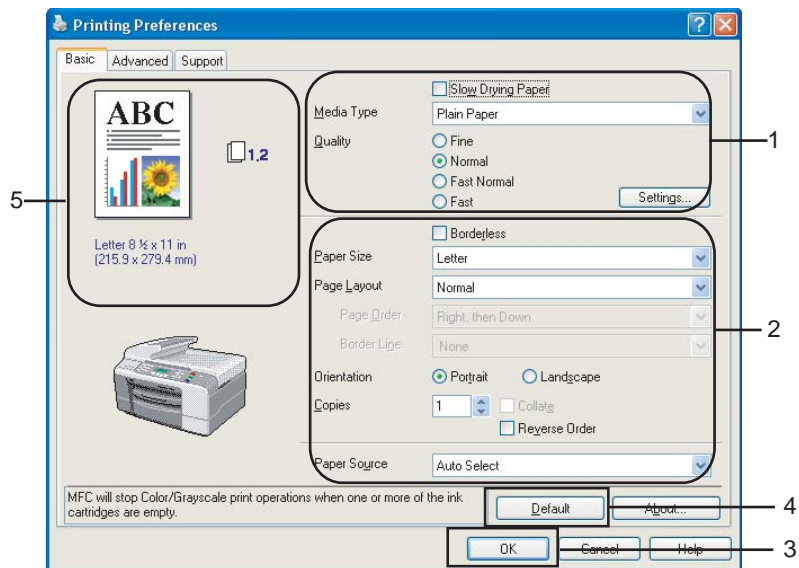 Printing Preferences
Basic Advanced Support
ABC
1,2
Letter 8 ½ x 11 in
(215.9 x 279.4 mm)
5
Slow Drying Paper
Media Type Plain Paper
Quality Fine
Normal
Fast Normal
Fast
Settings...
1
Borderless
Paper Size Letter
Page Layout Normal
Page Order Right, then Down
Border Line None
Orientation Portrait Landscape
Copies 1 Collate
Reverse Order
Paper Source Auto Select
2
MFC will stop Color/Grayscale print operations when one or more of the ink
cartridges are empty.
Default About... 4
OK Cancel Help 3